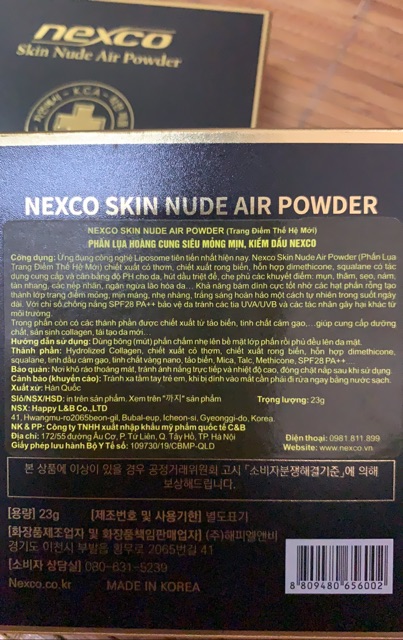 nexco
Skin Nude Air Powder
K.C.A
NEXCO SKIN NUDE AIR POWDER
NEXCO SKIN NUDE AIR POWDER (Trang Điểm Thế Hệ Mới)
PHẤN LỤA HOÀNG CUNG SIÊU MỎNG MỊN, KIỀM DẦU NEXCO
Công dụng: Ứng dụng công nghệ Liposome tiên tiến nhất hiện nay. Nexco Skin Nude Air Powder (Phấn Lụa
Trang Điểm Thế Hệ Mới) chiết xuất cỏ thơm, chiết xuất rong biển, hỗn hợp dimethicone, squalane có tác
dụng cung cấp và cân bằng độ PH cho da, hút dầu triệt để, che phủ các khuyết điểm: mụn, thâm, sẹo, nám,
tàn nhang, các nếp nhăn, ngăn ngừa lão hóa da... Khả năng bám dính cực tốt nhờ các hạt phấn rỗng tạo
thành lớp trang điểm mỏng, mịn màng, nhẹ nhàng, trắng sáng hoàn hảo một cách tự nhiên trong suốt ngày
dài. Với chỉ số chống nắng SPF28 PA++ bảo vệ da tránh các tia UVA/UVB và các tác nhân gây hại khác từ
môi trường.
Trong phấn còn có các thành phần được chiết xuất từ tảo biển, tinh chất cam gạo,....giúp cung cấp dưỡng
chất, sản sinh collagen, tái tạo da mới...
Hướng dẫn sử dụng: Dùng bông (mút) phấn chấm nhẹ lên bề mặt lớp phấn rồi phủ đều lên da mặt.
Thành phần: Hydrolized Collagen, chiết xuất cỏ thơm, chiết xuất rong biển, hỗn hợp dimethicone,
squalane, tinh dầu cám gạo, tinh chất vàng nano, tảo biển, Mica, Talc, Methicone, SPF28 PA++...
Bảo quản: Nơi khô ráo thoáng mát, tránh ánh nắng trực tiếp và nhiệt độ cao, đóng chặt nắp sau khi sử dụng
Cảnh báo (khuyến cáo): Tránh xa tầm tay trẻ em, khi bị dính vào mắt cần phải đi rửa ngay bằng nước sạch.
Xuất xứ: Hàn Quốc
Số lô/NSX/HSD: in trên sản phẩm. Xem trên "까지" sản phẩm Trọng lượng: 23g
NSX: Happy L&B Co.,LTD
41, Hwangmu-ro2065beon-gil, Bubal-eup, Icheon-si, Gyeonggi-do, Korea.
NK & PP: Công ty TNHH xuất nhập khẩu mỹ phẩm quốc tế C&B
Địa chỉ: 172/55 đường Âu Cơ, P. Tứ Liên, Q. Tây Hồ, TP. Hà Nội Điện thoại: 0981.811.899
Giấy phép lưu hành Bộ Y Tế số: 109730/19/CBMP-QLD Website: www.nexco.vn
본 상품에 이상이 있을 경우 공정거래위원회 고시 「소비자분쟁해결기준」에 의해
보상해드립니다.
[용량] 23g [제조번호 및 사용기한] 별도표기
[화장품제조업자 및 화장품책임판매업자] (주)해피엘앤비
경기도 이천시 부발읍 황무로 2065번길 41
[소비자 상담실] 080-631-5239
Nexco.co.kr MADE IN KOREA
8 809480 656002